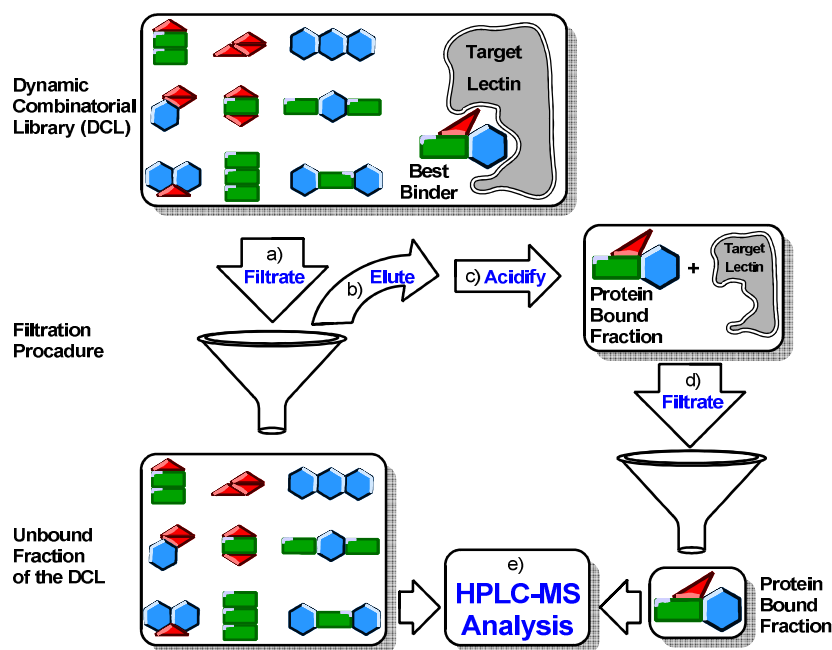 Dynamic
Combinatorial
Library (DCL)
Target
Lectin
Best
Binder
a)
Filtrate
b) Elute
c) Acidify
Target
Lectin
+
Protein
Bound
Fraction
Filtration
Procadure
d)
Filtrate
Unbound
Fraction
of the DCL
e)
HPLC-MS
Analysis
Protein
Bound
Fraction